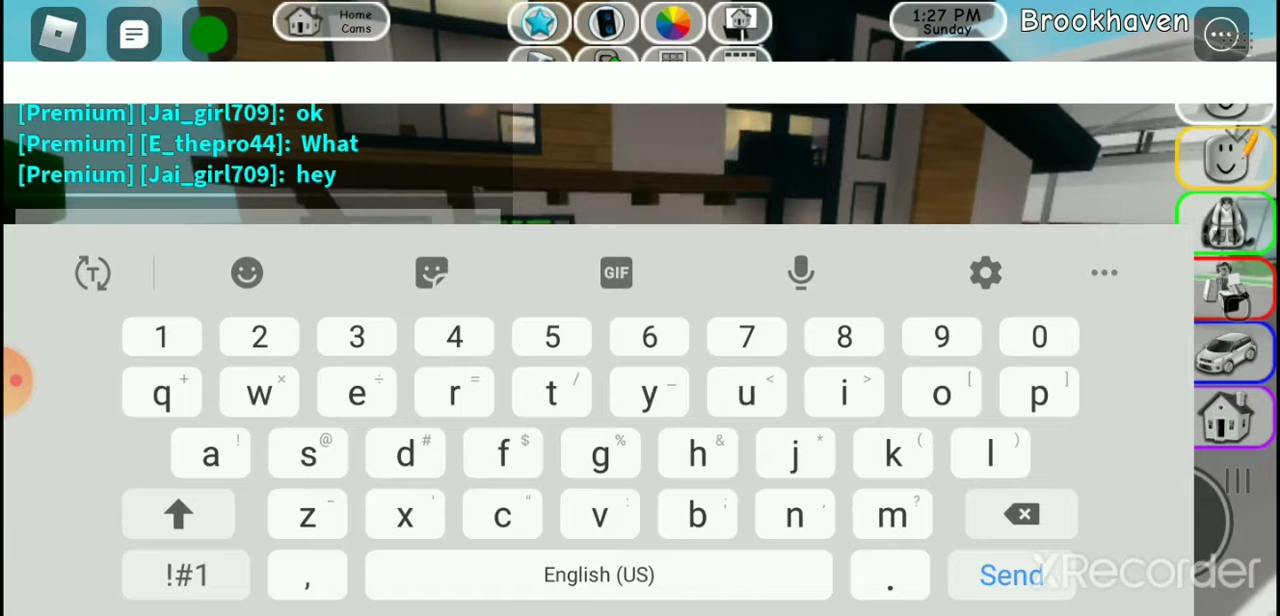 Home
Cams
1:27 PM
Sunday
Brookhaven
[Premium] [Jai_girl709]: ok
[Premium] [E_thepro44]: What
[Premium] [Jai_girl709]: hey
T
GIF
1 2 3 4 5 6 7 8 9 0
q + w × e ÷ r = t / y _ u < i > o [ p ]
a ! s @ d # f $ g % h & j * k ( l )
z - x ' c " v : b ; n , m ?
!#1 , English (US) . Send
XRecorder